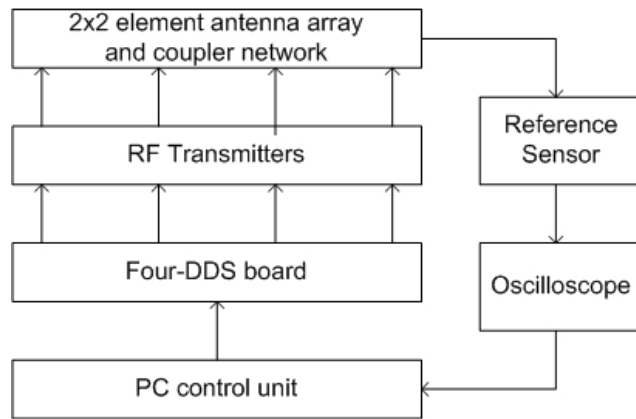 2x2 element antenna array
and coupler network
RF Transmitters
Four-DDS board
PC control unit
Reference
Sensor
Oscilloscope